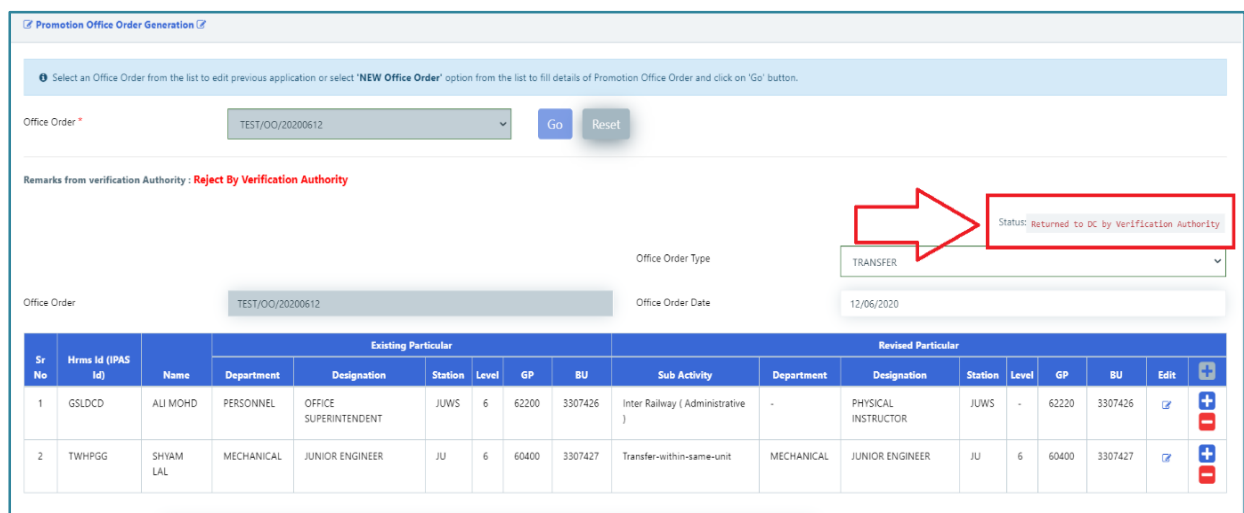 Promotion Office Order Generation
Select an Office Order from the list to edit previous application or select 'NEW Office Order' option from the list to fill details of Promotion Office Order and click on 'Go' button.
Office Order * TEST/OO/20200612 Go Reset
Remarks from verification Authority : Reject By Verification Authority
Status: Returned to DC by Verification Authority
Office Order Type TRANSFER
Office Order TEST/OO/20200612 Office Order Date 12/06/2020
Sr No Hrms Id (IPAS Id) Name Existing Particular Revised Particular
Department Designation Station Level GP BU Sub Activity Department Designation Station Level GP BU Edit
1 GSLDCD ALI MOHD PERSONNEL OFFICE SUPERINTENDENT JUWS 6 62200 3307426 Inter Railway ( Administrative ) - PHYSICAL INSTRUCTOR JUWS - 62220 3307426
2 TWHPGG SHYAM LAL MECHANICAL JUNIOR ENGINEER JU 6 60400 3307427 Transfer-within-same-unit MECHANICAL JUNIOR ENGINEER JU 6 60400 3307427